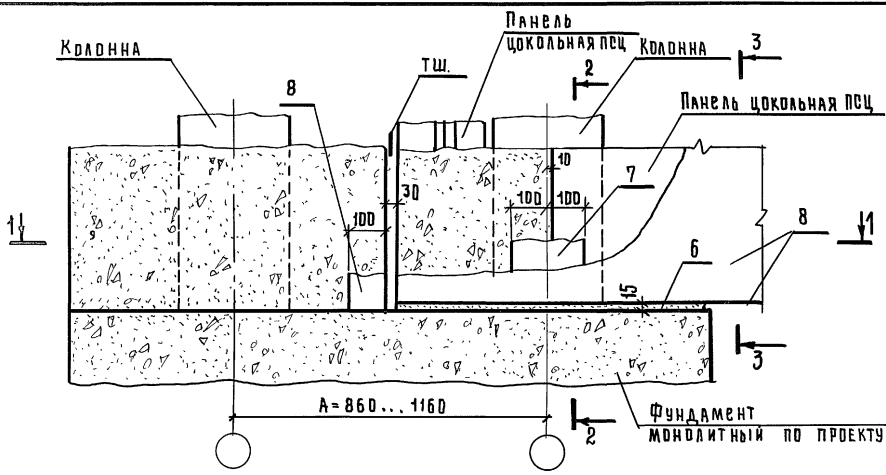 Панель
цокольная ПСЦ
Колонна
8
ТШ.
2
Колонна
3
Панель цокольная ПСЦ
10
7
100
30
100 100
8
1
1
6
15
3
А=860...1160
2
Фундамент
монолитный по проекту